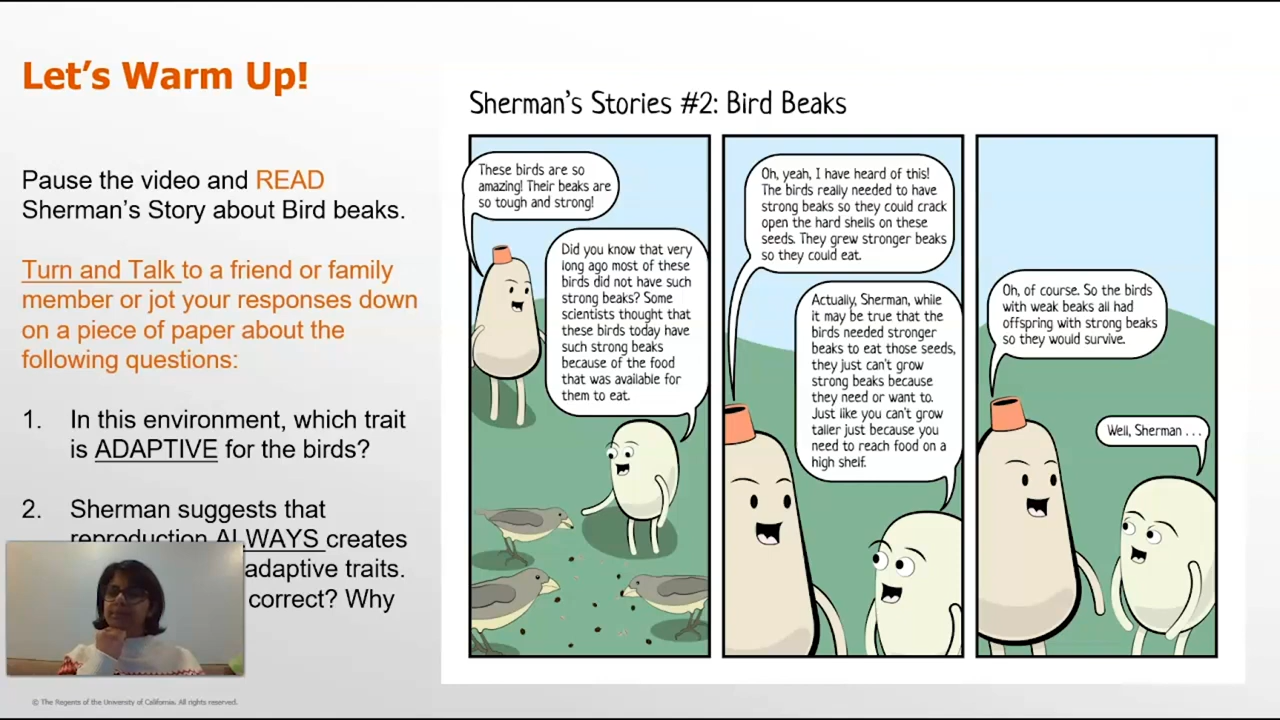 Let's Warm Up!
Pause the video and READ
Sherman's Story about Bird beaks.
Turn and Talk to a friend or family
member or jot your responses down
on a piece of paper about the
following questions:
1. In this environment, which trait
is ADAPTIVE for the birds?
2. Sherman suggests that
reproduction ALWAYS creates
adaptive traits.
correct? Why
© The Regents of the University of California. All rights reserved.
Sherman's Stories #2: Bird Beaks
These birds are so
amazing! Their beaks are
so tough and strong!
Did you know that very
long ago most of these
birds did not have such
strong beaks? Some
scientists thought that
these birds today have
such strong beaks
because of the food
that was available for
them to eat.
Oh, yeah, I have heard of this!
The birds really needed to have
strong beaks so they could crack
open the hard shells on these
seeds. They grew stronger beaks
so they could eat.
Actually, Sherman, while
it may be true that the
birds needed stronger
beaks to eat those seeds,
they just can't grow
strong beaks because
they need or want to.
Just like you can't grow
taller just because you
need to reach food on a
high shelf.
Oh, of course. So the birds
with weak beaks all had
offspring with strong beaks
so they would survive.
Well, Sherman . . .